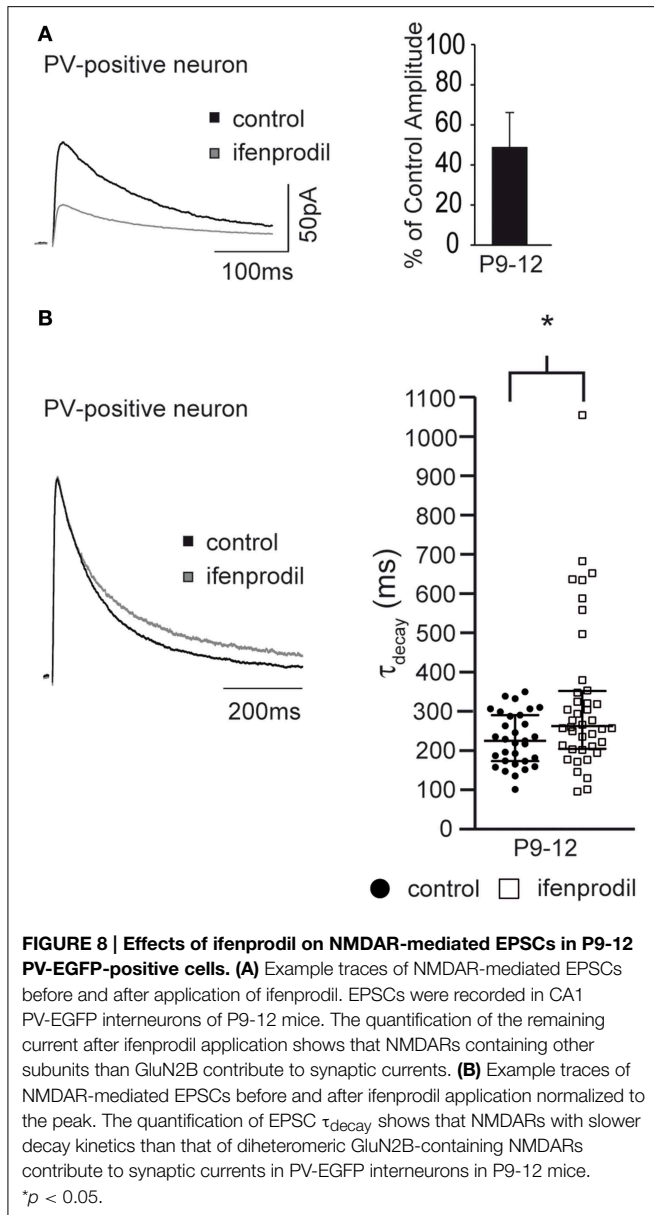 A
PV-positive neuron
control
ifenprodil
50pA
100ms
% of Control Amplitude
100
80
60
40
20
0
P9-12
B
PV-positive neuron
control
ifenprodil
200ms
*
τdecay (ms)
1100
1000
900
800
700
600
500
400
300
200
100
0
P9-12
control
ifenprodil
FIGURE 8 | Effects of ifenprodil on NMDAR-mediated EPSCs in P9-12
PV-EGFP-positive cells. (A) Example traces of NMDAR-mediated EPSCs
before and after application of ifenprodil. EPSCs were recorded in CA1
PV-EGFP interneurons of P9-12 mice. The quantification of the remaining
current after ifenprodil application shows that NMDARs containing other
subunits than GluN2B contribute to synaptic currents. (B) Example traces of
NMDAR-mediated EPSCs before and after ifenprodil application normalized to
the peak. The quantification of EPSC τdecay shows that NMDARs with slower
decay kinetics than that of diheteromeric GluN2B-containing NMDARs
contribute to synaptic currents in PV-EGFP interneurons in P9-12 mice.
*p < 0.05.